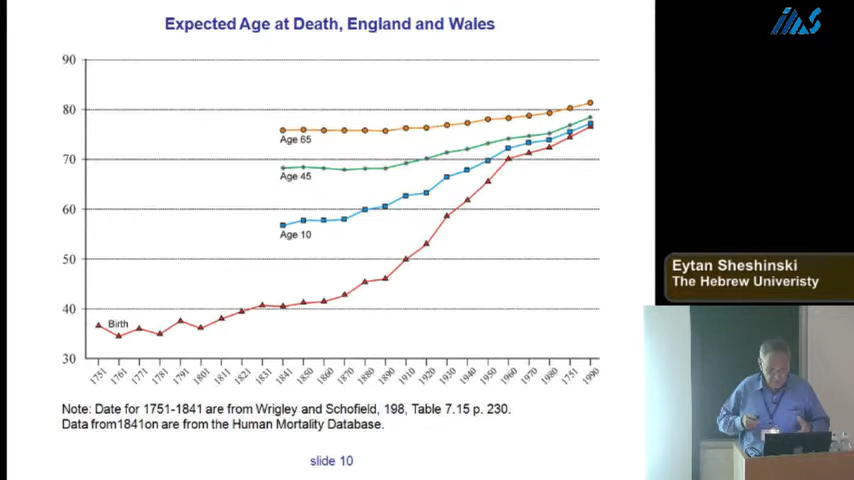 Expected Age at Death, England and Wales
IIAS
90
80
70
60
50
40
30
Age 65
Age 45
Age 10
Birth
1751 1761 1771 1781 1791 1801 1811 1821 1831 1841 1850 1860 1870 1880 1890 1910 1920 1930 1940 1950 1960 1970 1980 1751 1990
Note: Date for 1751-1841 are from Wrigley and Schofield, 198, Table 7.15 p. 230.
Data from1841on are from the Human Mortality Database.
slide 10
Eytan Sheshinski
The Hebrew Univeristy